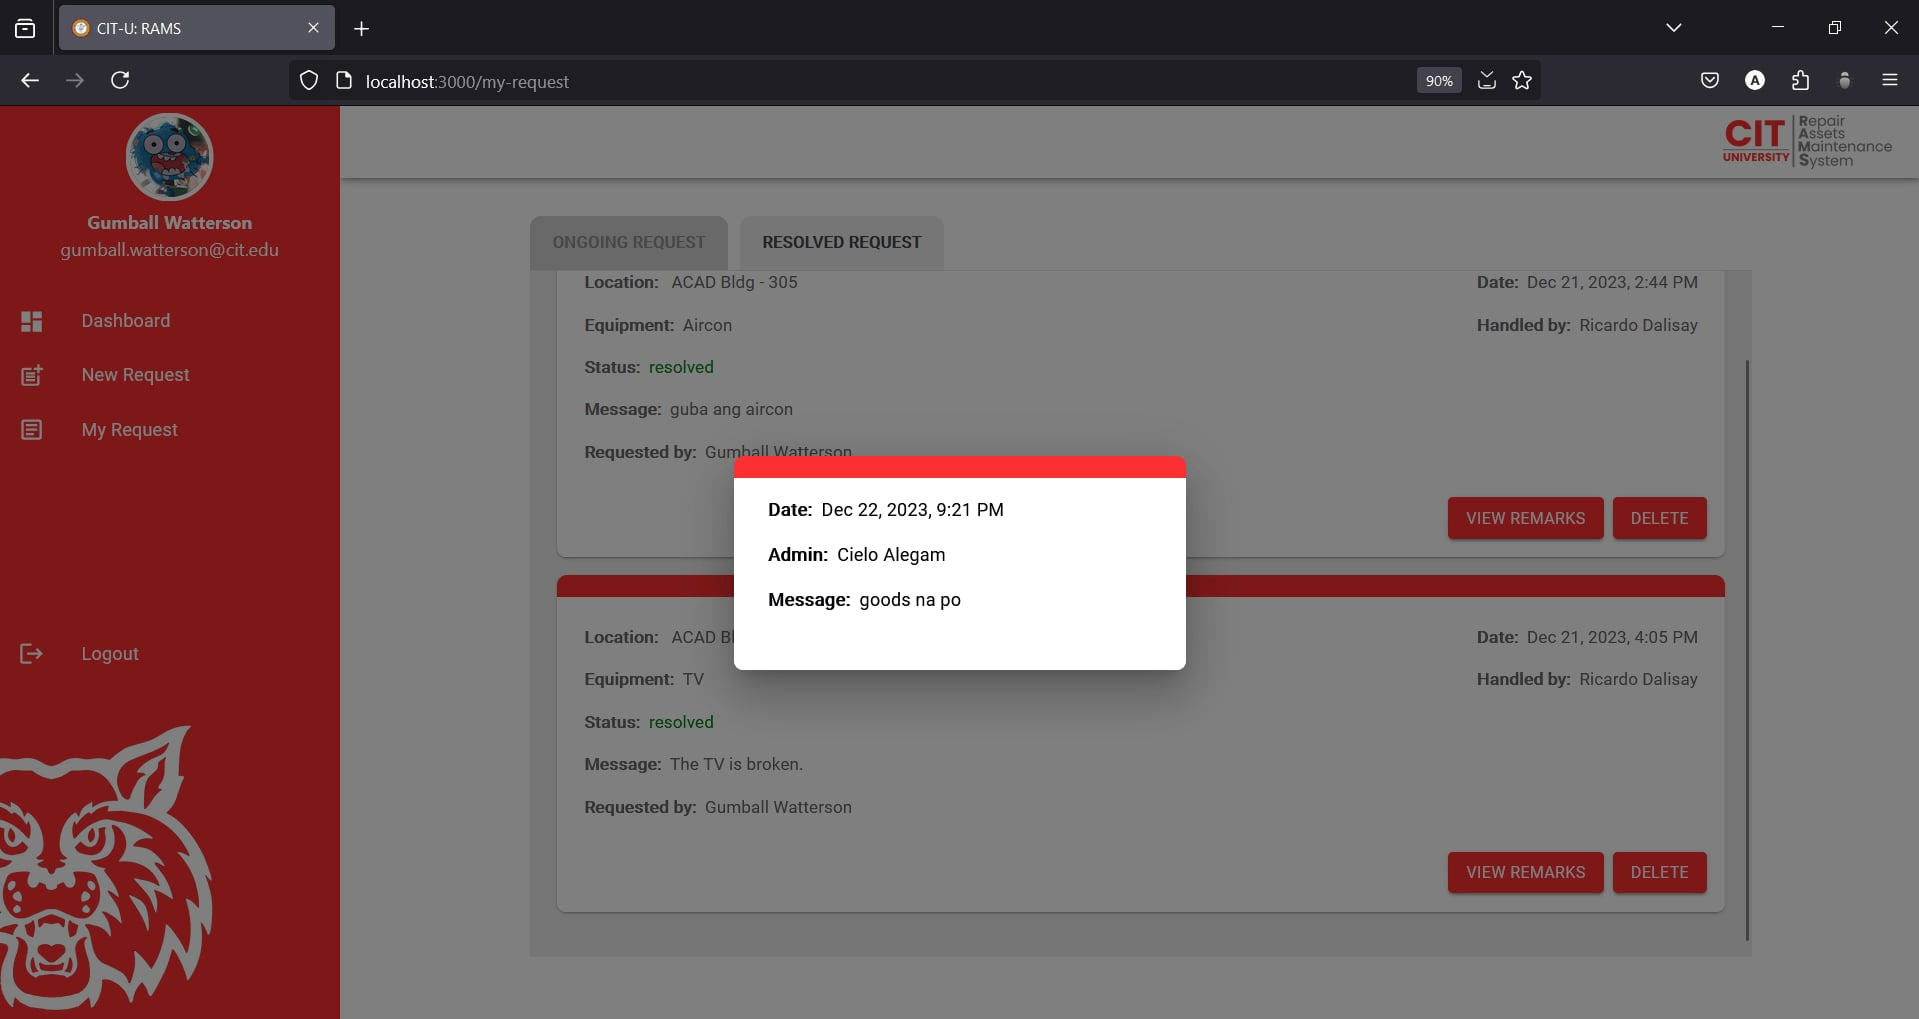 CIT-U: RAMS
localhost:3000/my-request
90%
A
Gumball Watterson
gumball.watterson@cit.edu
Dashboard
New Request
My Request
Logout
CIT
UNIVERSITY
Repair
Assets
Maintenance
System
ONGOING REQUEST
RESOLVED REQUEST
Location: ACAD Bldg - 305
Date: Dec 21, 2023, 2:44 PM
Equipment: Aircon
Handled by: Ricardo Dalisay
Status: resolved
Message: guba ang aircon
Requested by: Gumball Watterson
VIEW REMARKS
DELETE
Date: Dec 22, 2023, 9:21 PM
Admin: Cielo Alegam
Message: goods na po
Location: ACAD
Date: Dec 21, 2023, 4:05 PM
Equipment: TV
Handled by: Ricardo Dalisay
Status: resolved
Message: The TV is broken.
Requested by: Gumball Watterson
VIEW REMARKS
DELETE